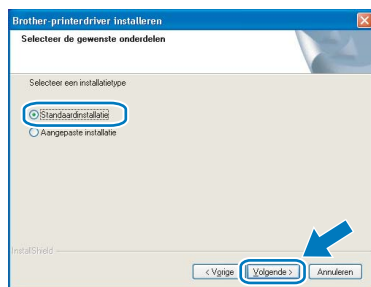 Brother-printerdriver installeren
Selecteer de gewenste onderdelen
Selecteer een installatietype
Standaardinstallatie
Aangepaste installatie
InstallShield
< Vorige
Volgende >
Annuleren